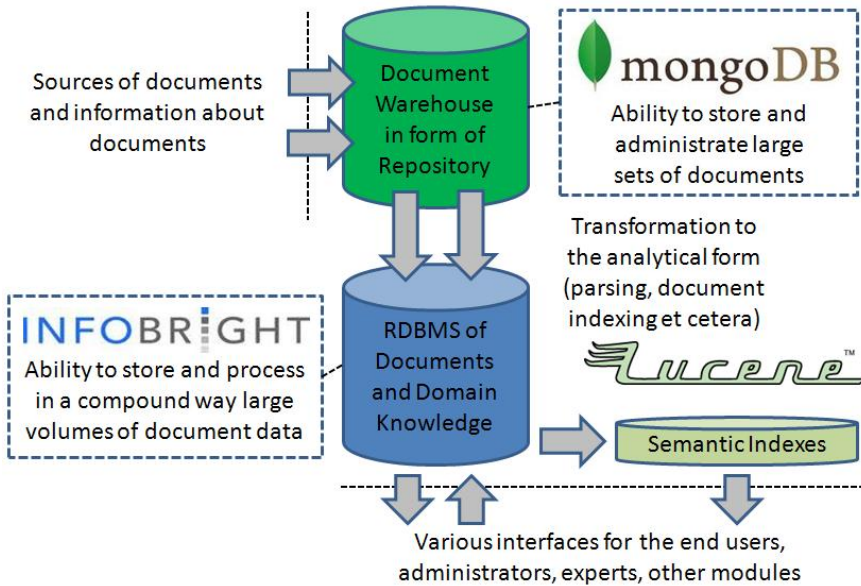 Sources of documents
and information about
documents
Document
Warehouse
in form of
Repository
mongoDB
Ability to store and
administrate large
sets of documents
Transformation to
the analytical form
(parsing, document
indexing et cetera)
INFOBRIGHT
Ability to store and process
in a compound way large
volumes of document data
RDBMS of
Documents
and Domain
Knowledge
Lucene™
Semantic Indexes
Various interfaces for the end users,
administrators, experts, other modules